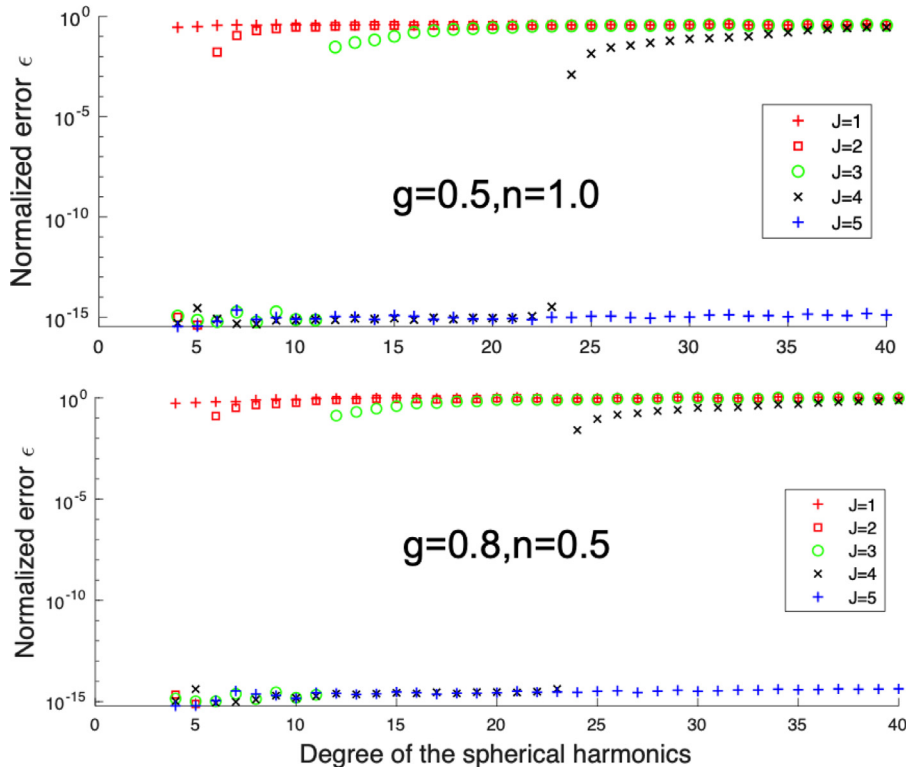 10^0
10^-5
10^-10
10^-15
Normalized error ϵ
g=0.5,n=1.0
J=1
J=2
J=3
J=4
J=5
0 5 10 15 20 25 30 35 40
10^0
10^-5
10^-10
10^-15
Normalized error ϵ
g=0.8,n=0.5
J=1
J=2
J=3
J=4
J=5
0 5 10 15 20 25 30 35 40
Degree of the spherical harmonics